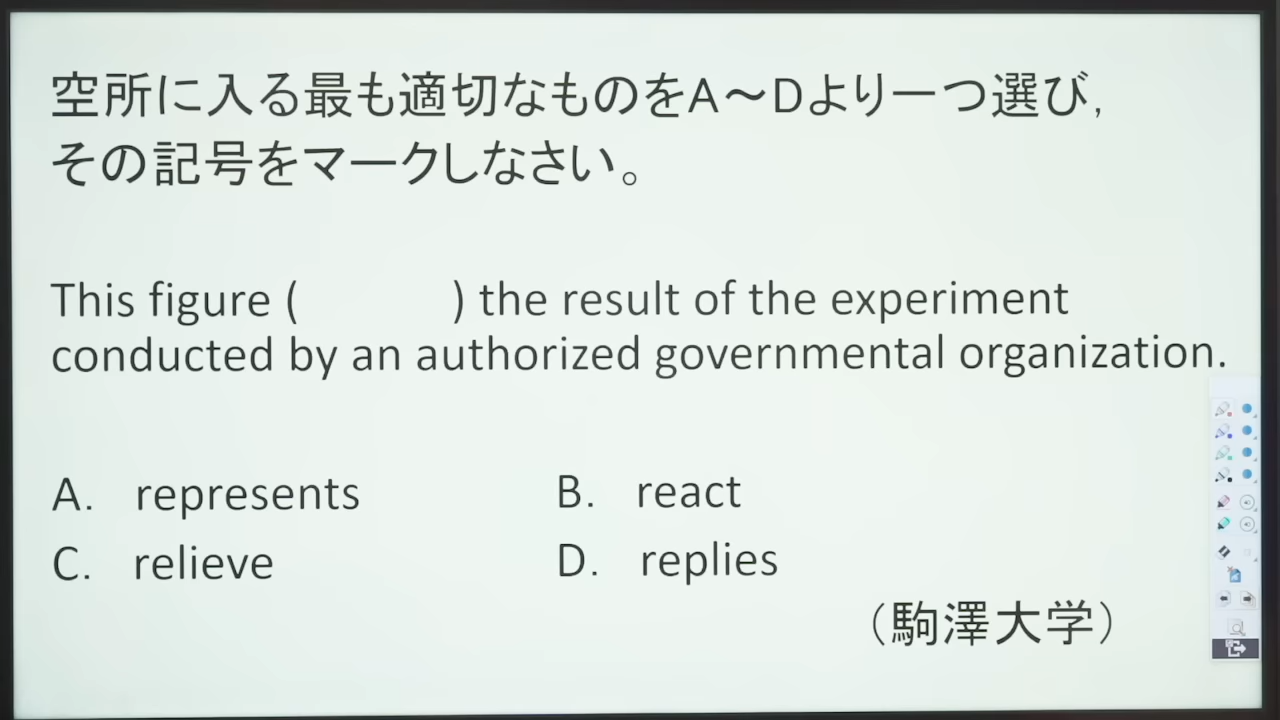 空所に入る最も適切なものをA～Dより一つ選び,
その記号をマークしなさい。
This figure (　　　) the result of the experiment
conducted by an authorized governmental organization.
A. represents B. react
C. relieve D. replies
（駒澤大学）